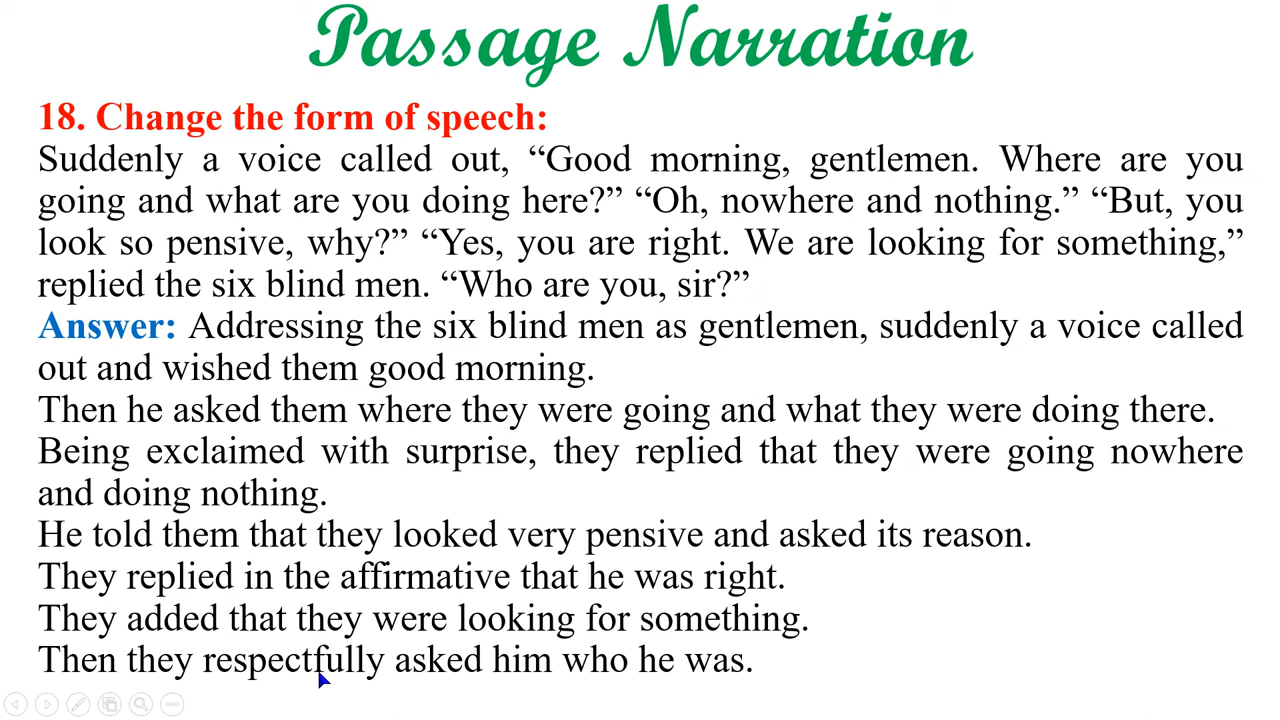 Passage Narration
18. Change the form of speech:
Suddenly a voice called out, “Good morning, gentlemen. Where are you
going and what are you doing here?” “Oh, nowhere and nothing.” “But, you
look so pensive, why?” “Yes, you are right. We are looking for something,”
replied the six blind men. “Who are you, sir?”
Answer: Addressing the six blind men as gentlemen, suddenly a voice called
out and wished them good morning.
Then he asked them where they were going and what they were doing there.
Being exclaimed with surprise, they replied that they were going nowhere
and doing nothing.
He told them that they looked very pensive and asked its reason.
They replied in the affirmative that he was right.
They added that they were looking for something.
Then they respectfully asked him who he was.